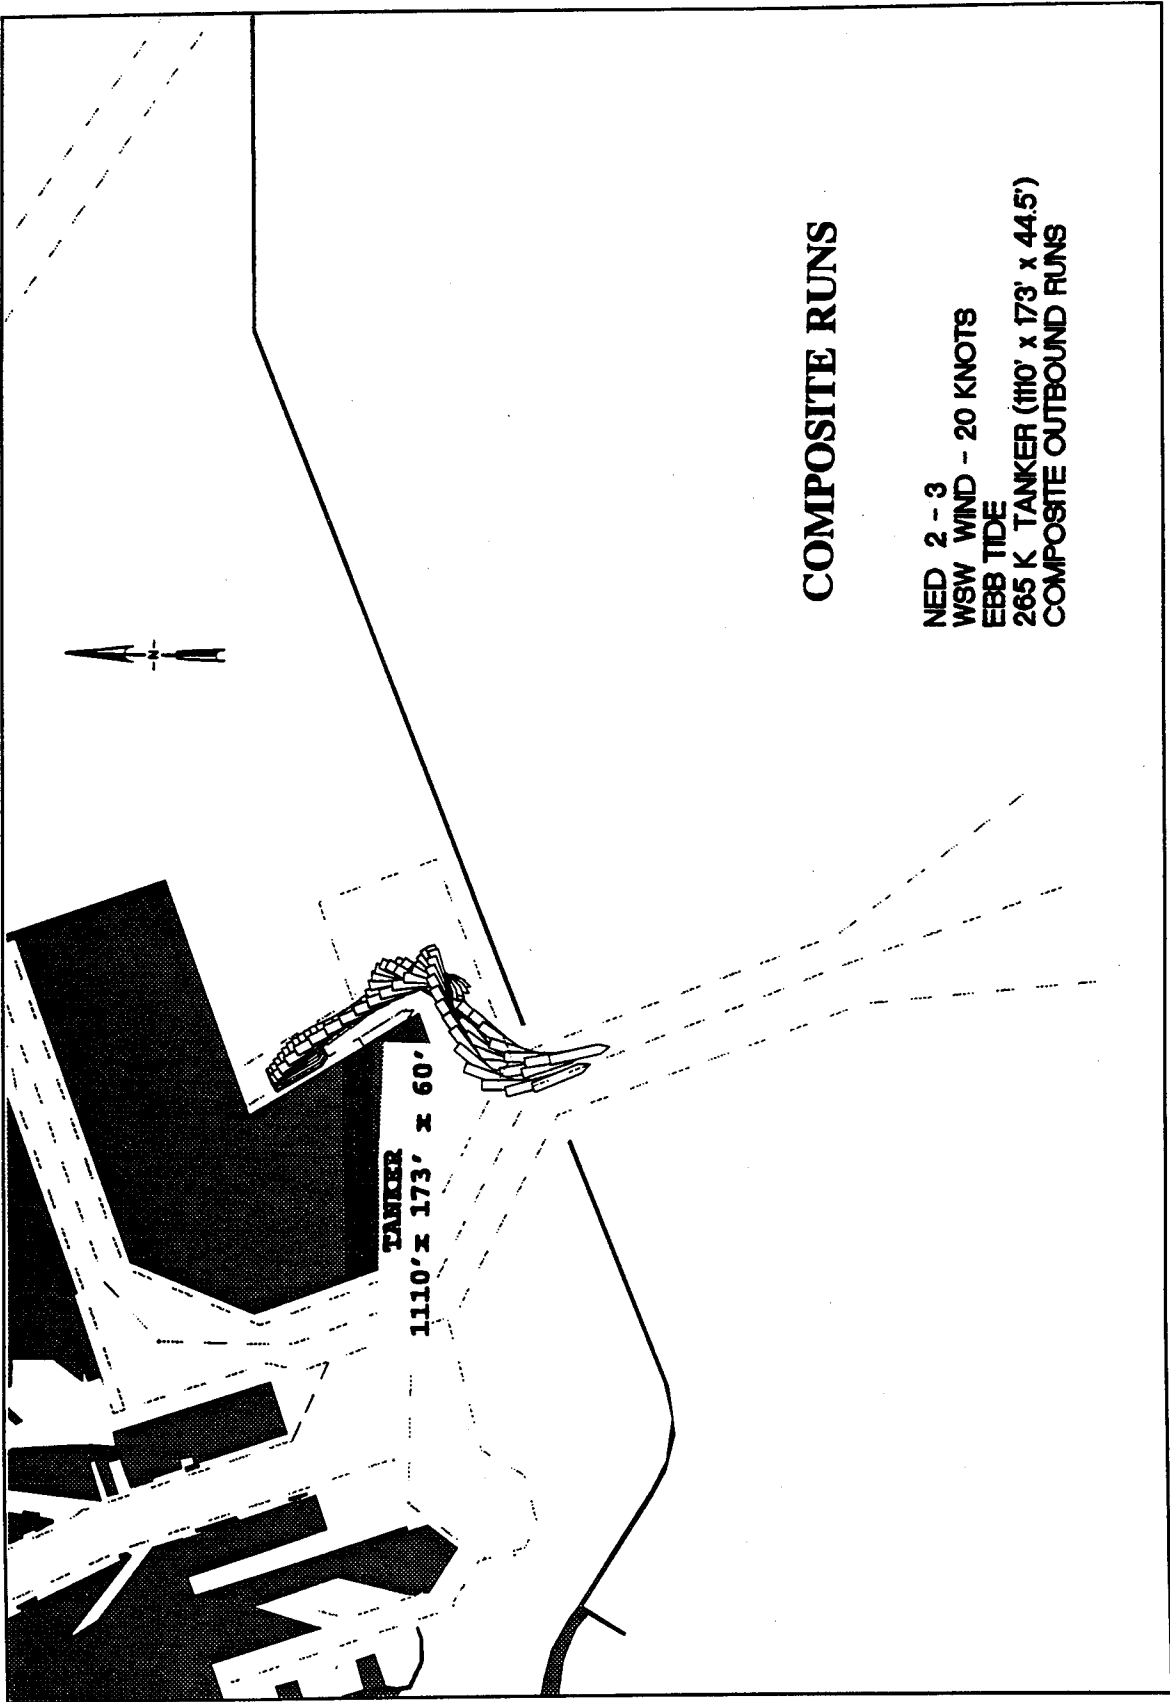 N
TANKER
1110'x 173' x 60'
COMPOSITE RUNS
NED 2 - 3
WSW WIND - 20 KNOTS
EBB TIDE
265 K TANKER (1110' x 173' x 44.5')
COMPOSITE OUTBOUND RUNS